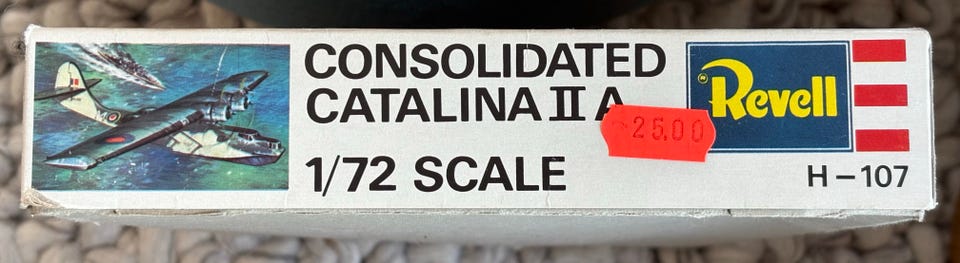 CONSOLIDATED
CATALINA II A
1/72 SCALE
25.00
® Revell
H-107